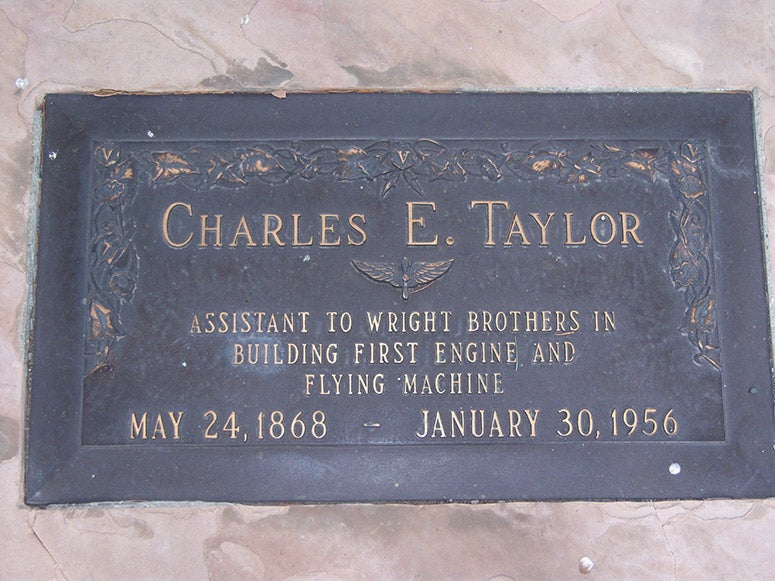 CHARLES E. TAYLOR
ASSISTANT TO WRIGHT BROTHERS IN
BUILDING FIRST ENGINE AND
FLYING MACHINE
MAY 24, 1868 - JANUARY 30, 1956